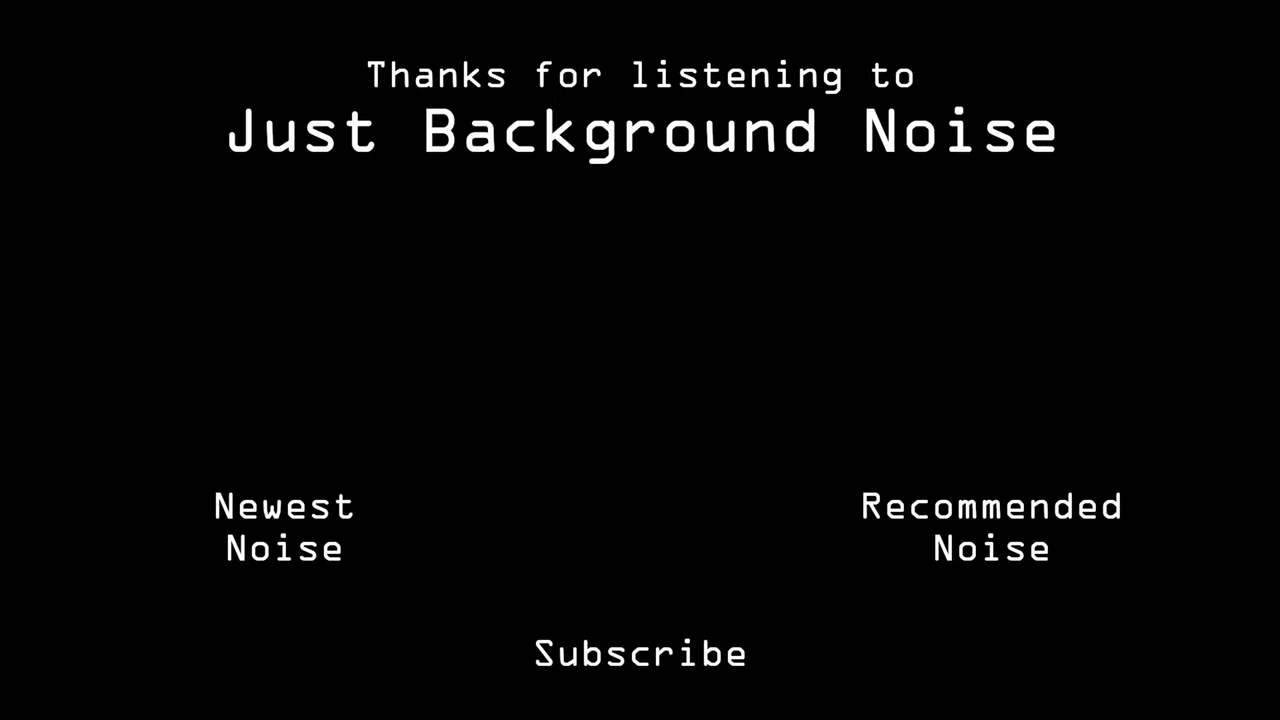 Thanks for listening to
Just Background Noise
Newest
Noise
Recommended
Noise
Subscribe